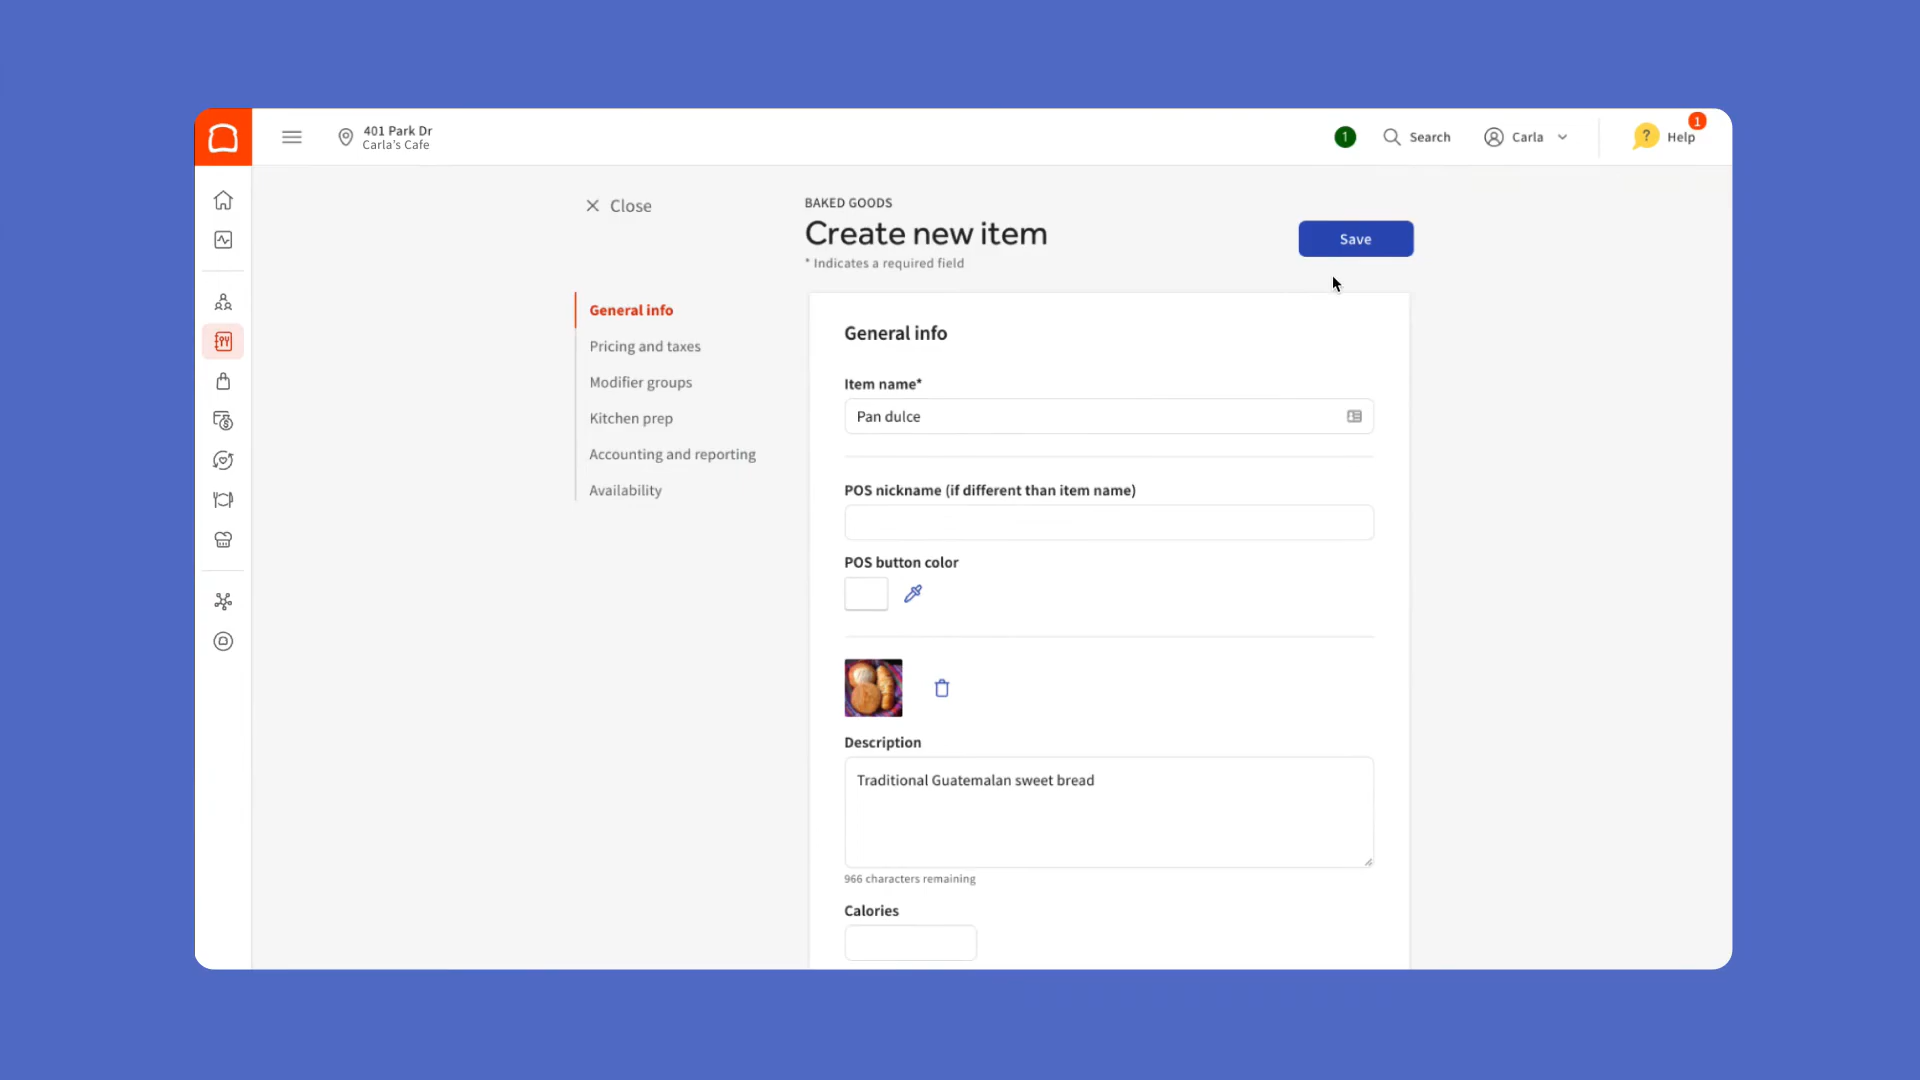 401 Park Dr
Carla's Cafe
1
Search
Carla
?
Help
1
Close
BAKED GOODS
Create new item
* Indicates a required field
Save
General info
Pricing and taxes
Modifier groups
Kitchen prep
Accounting and reporting
Availability
General info
Item name*
Pan dulce
POS nickname (if different than item name)
POS button color
Description
Traditional Guatemalan sweet bread
966 characters remaining
Calories